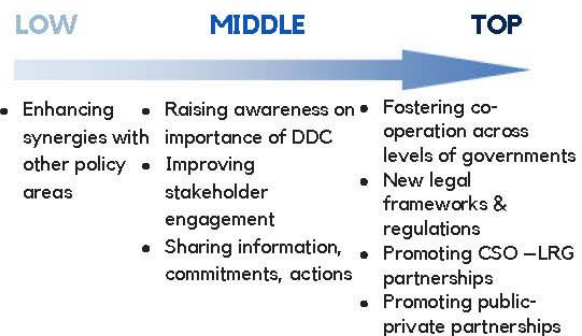 LOW
MIDDLE
TOP
• Enhancing
synergies with
other policy
areas
• Raising awareness on
importance of DDC
• Improving
stakeholder
engagement
• Sharing information,
commitments, actions
• Fostering co-
operation across
levels of governments
• New legal
frameworks &
regulations
• Promoting CSO –LRG
partnerships
• Promoting public-
private partnerships